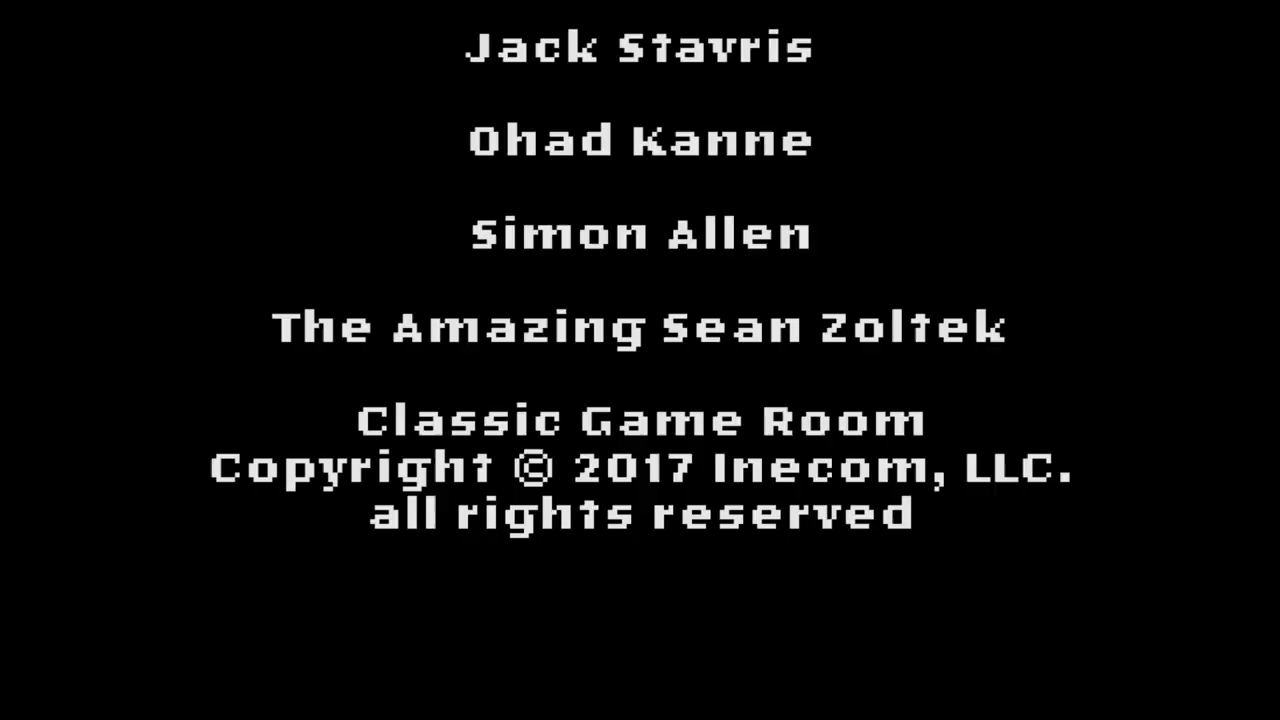 Jack Stavris
Ohad Kanne
Simon Allen
The Amazing Sean Zoltek
Classic Game Room
Copyright © 2017 Inecom, LLC.
all rights reserved